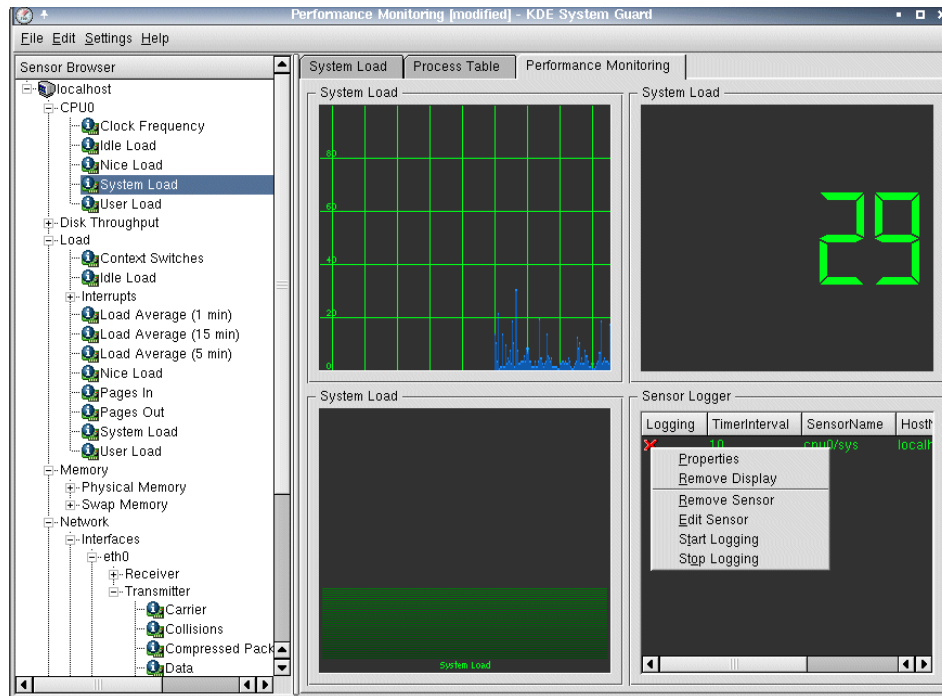 Performance Monitoring [modified] - KDE System Guard
File Edit Settings Help
Sensor Browser
localhost
CPU0
Clock Frequency
Idle Load
Nice Load
System Load
User Load
Disk Throughput
Load
Context Switches
Idle Load
Interrupts
Load Average (1 min)
Load Average (15 min)
Load Average (5 min)
Nice Load
Pages In
Pages Out
System Load
User Load
Memory
Physical Memory
Swap Memory
Network
Interfaces
eth0
Receiver
Transmitter
Carrier
Collisions
Compressed Pack
Data
System Load Process Table Performance Monitoring
System Load
80
60
40
20
0
System Load
29
System Load
System Load
Sensor Logger
Logging TimerInterval SensorName Host
10 cpu0/sys localh
Properties
Remove Display
Remove Sensor
Edit Sensor
Start Logging
Stop Logging